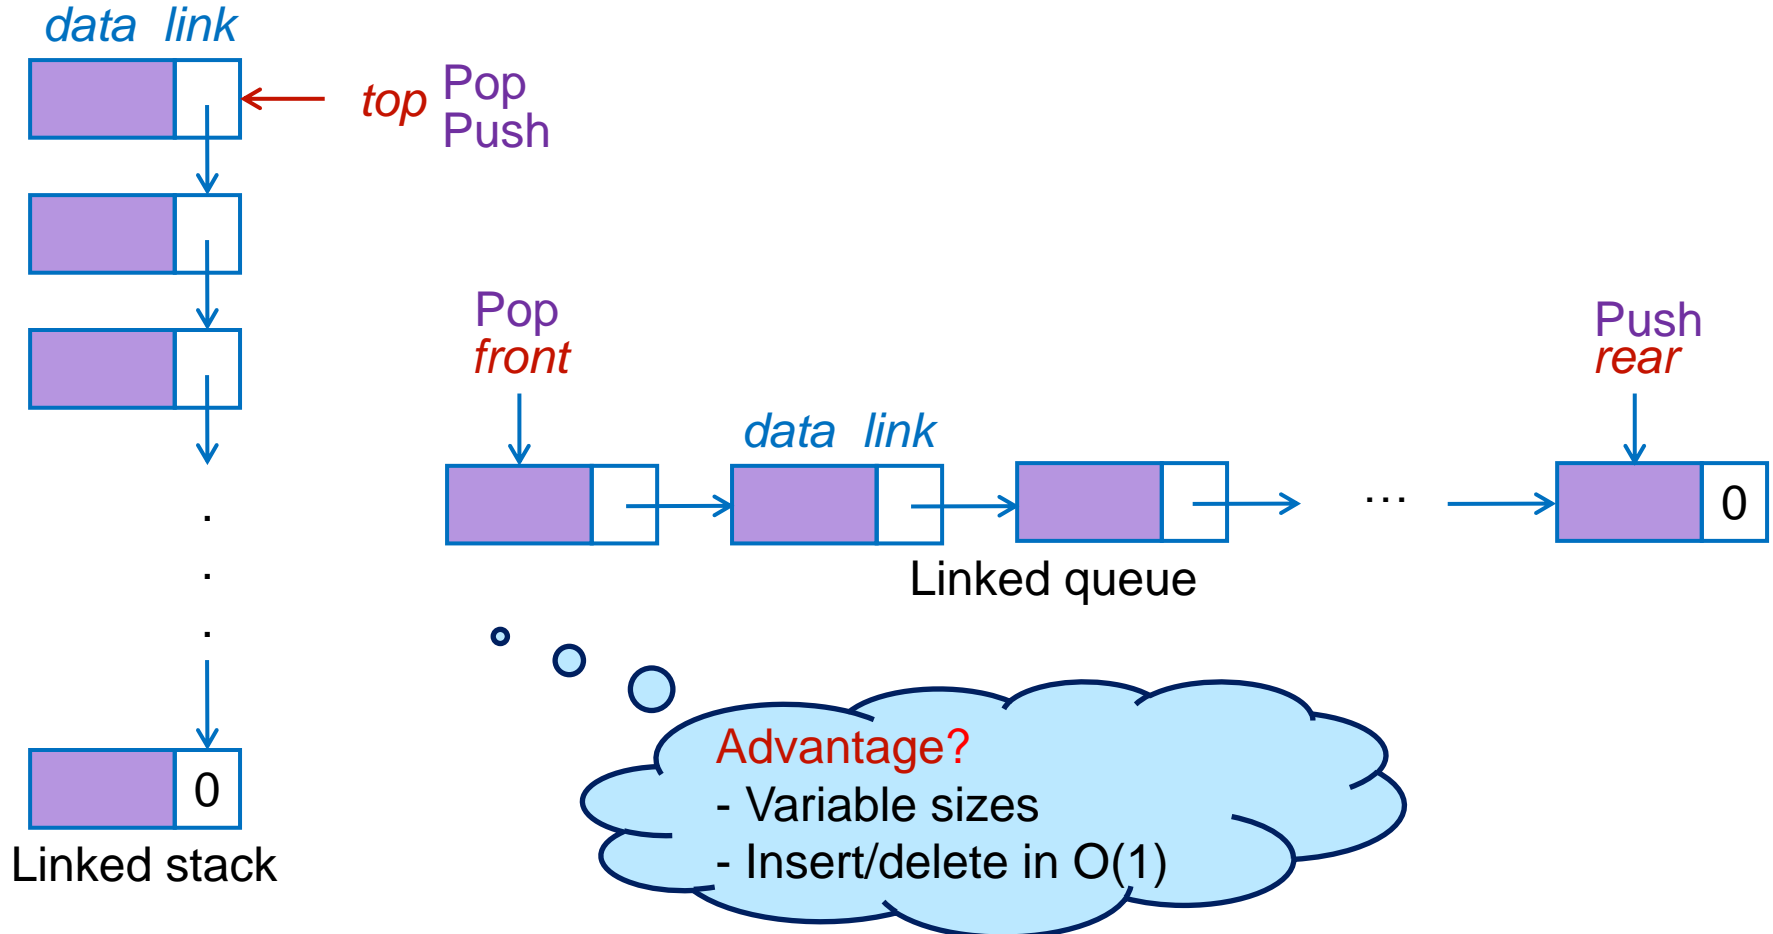 data link
top
Pop
Push
.
.
.
0
Linked stack
Pop
front
data link
Push
rear
...
0
Linked queue
Advantage?
- Variable sizes
- Insert/delete in O(1)